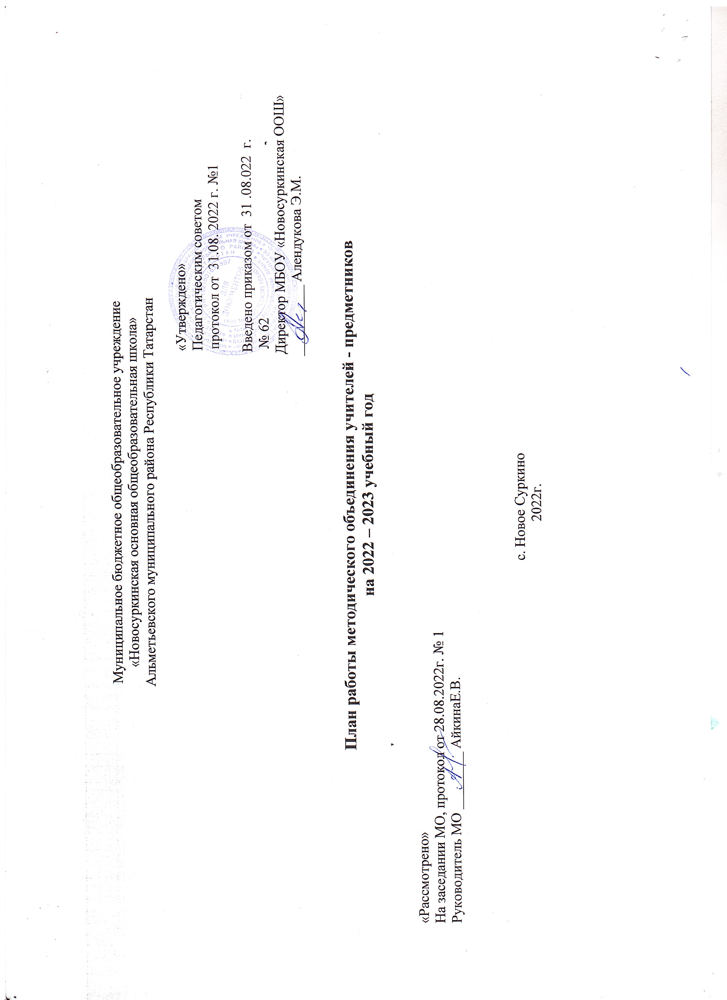 Муниципальное бюджетное общеобразовательное учреждение
«Новосуркинская основная общеобразовательная школа»
Альметьевского муниципального района Республики Татарстан
«Утверждено»
Педагогическим советом
протокол от 31.08. 2022 г. №1
Введено приказом от 31 .08.022 г.
№ 62
Директор МБОУ «Новосуркинская ООШ»
Алендукова Э.М.
ДЛЯ
ДОКУМЕНТОВ
План работы методического объединения учителей - предметников
на 2022 – 2023 учебный год
«Рассмотрено»
На заседании МО, протокол от 28.08.2022г. № 1
Руководитель МО АйкинаЕ.В.
с. Новое Суркино
2022г.